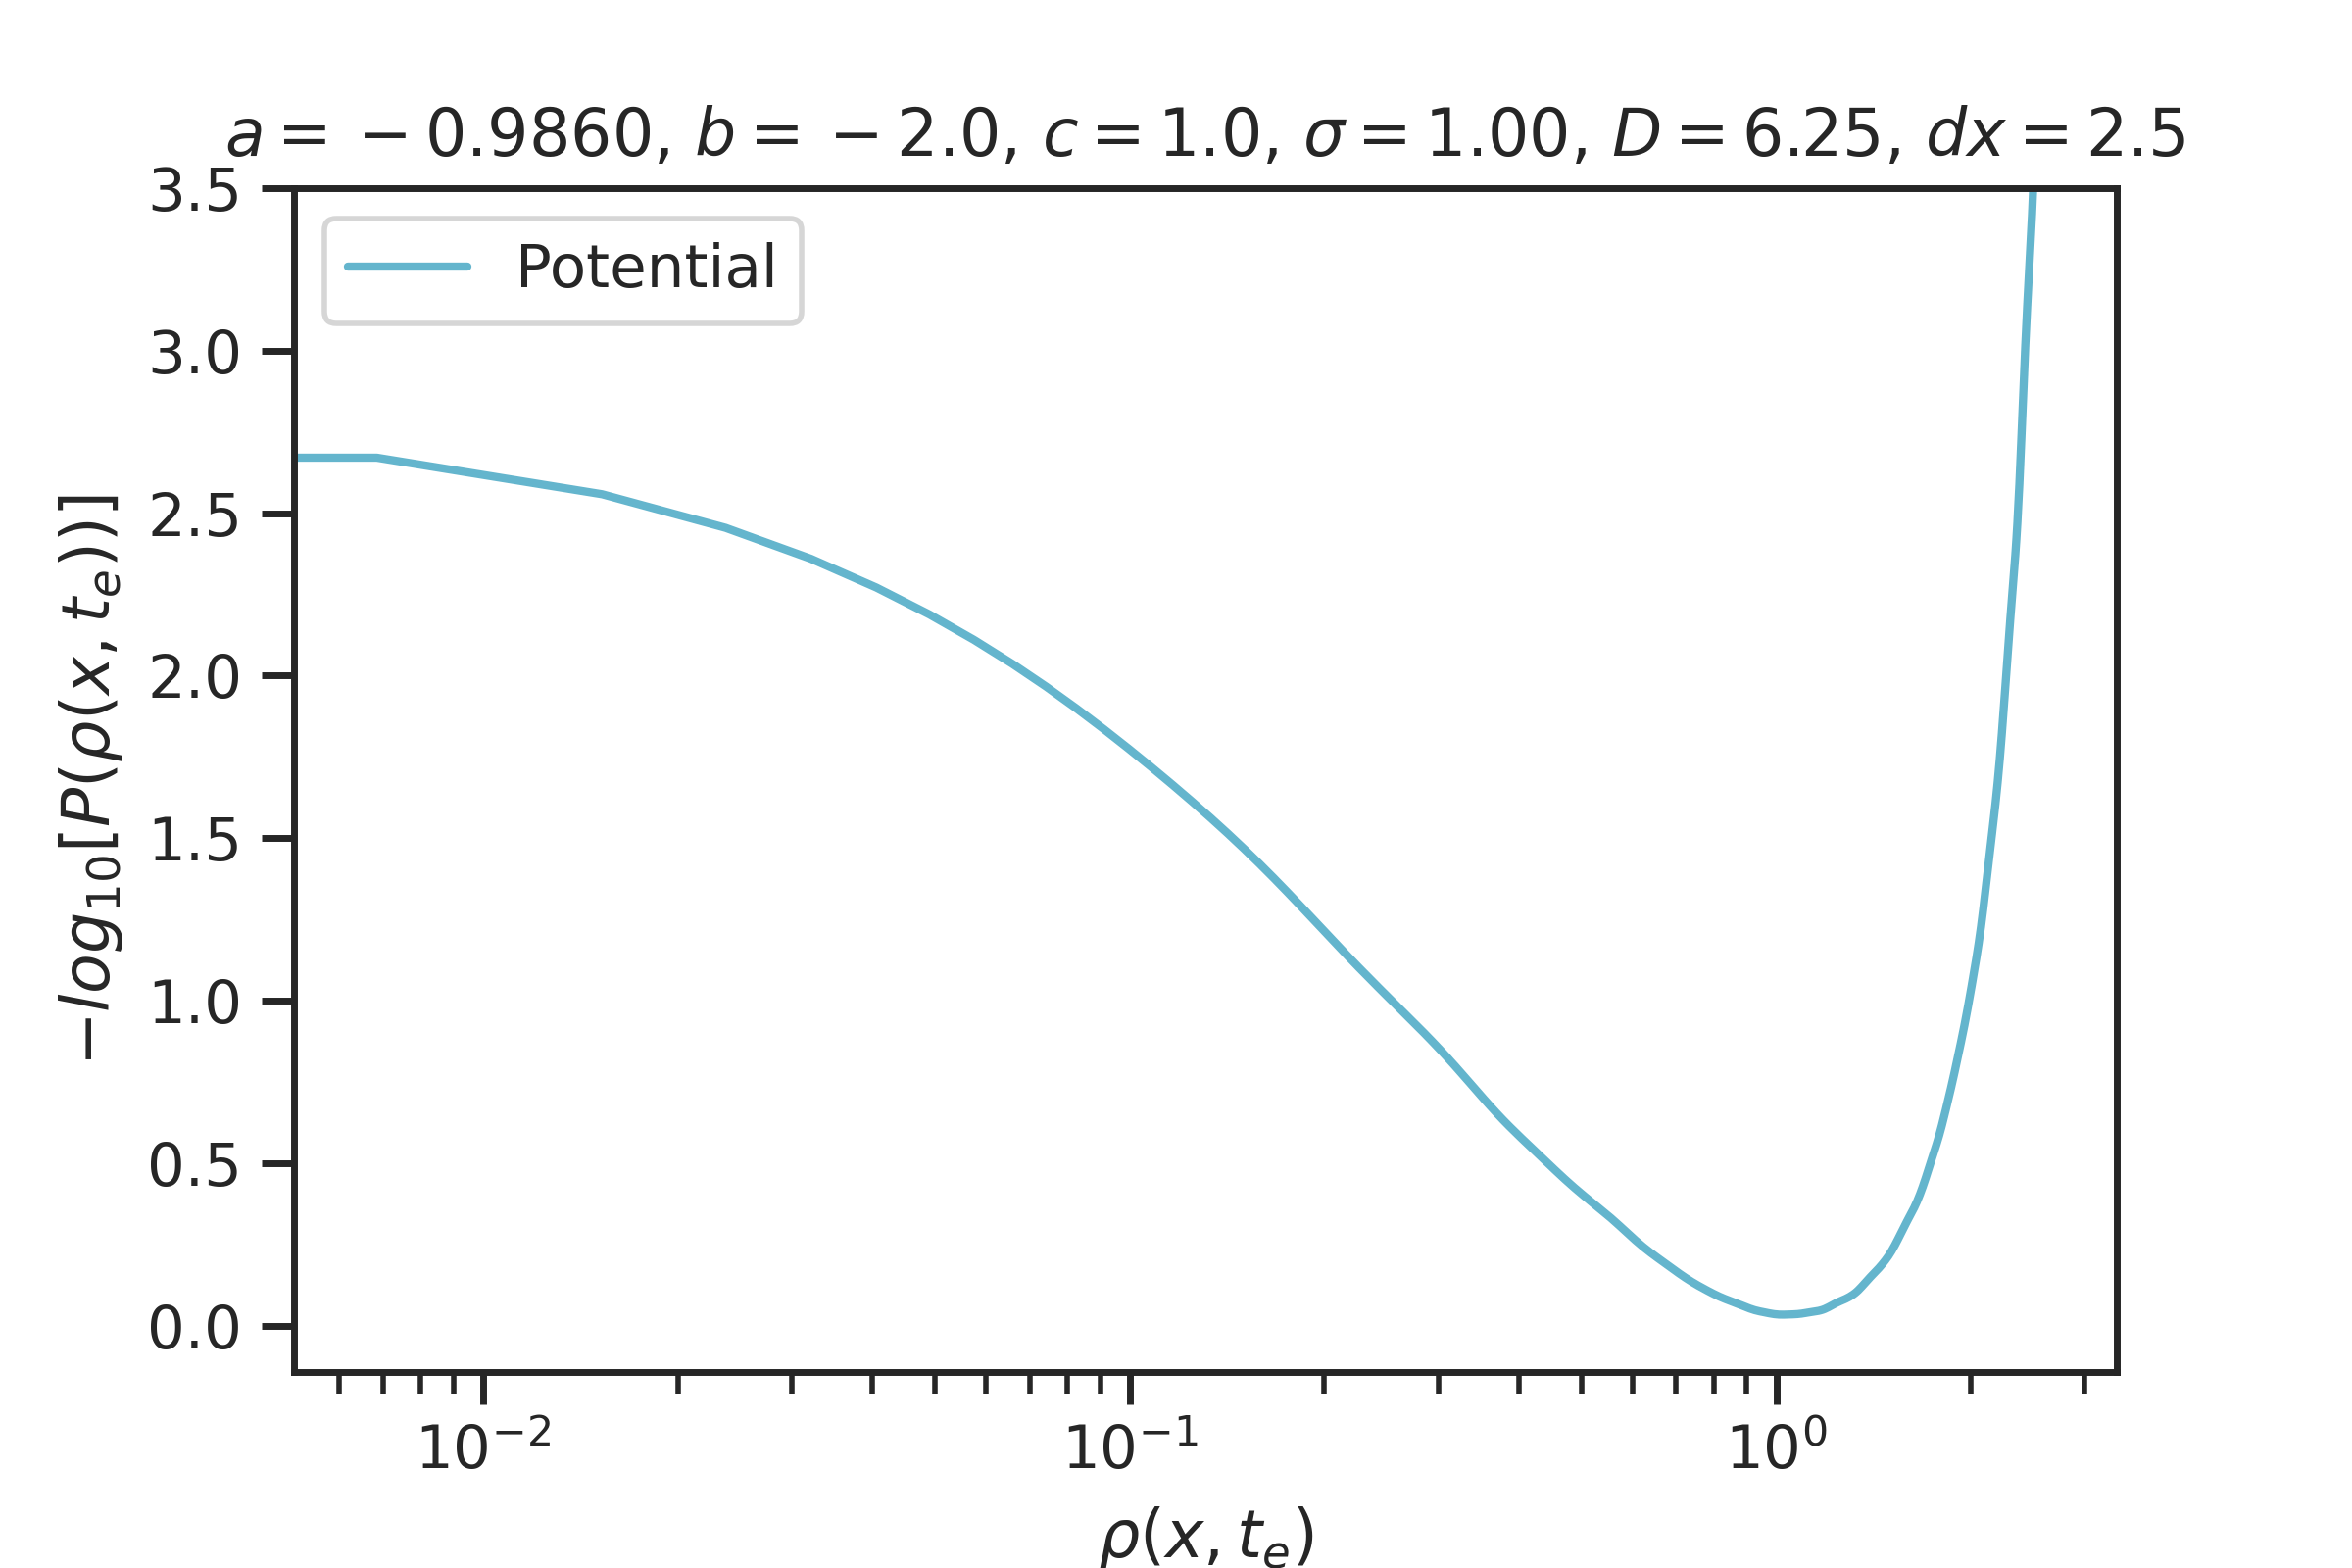 a = − 0.9860, b = − 2.0, c = 1.0, σ = 1.00, D = 6.25, dx = 2.5
Potential
−log₁₀[P(ρ(x, tₑ)))]
3.5
3.0
2.5
2.0
1.5
1.0
0.5
0.0
10⁻² 10⁻¹ 10⁰
ρ(x, tₑ)